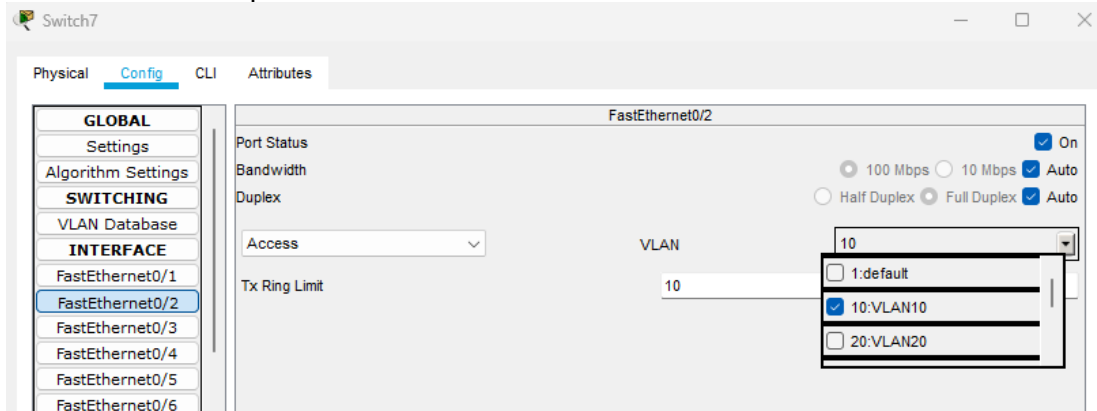 Switch7
Physical Config CLI Attributes
GLOBAL
Settings
Algorithm Settings
SWITCHING
VLAN Database
INTERFACE
FastEthernet0/1
FastEthernet0/2
FastEthernet0/3
FastEthernet0/4
FastEthernet0/5
FastEthernet0/6
FastEthernet0/2
Port Status On
Bandwidth 100 Mbps 10 Mbps Auto
Duplex Half Duplex Full Duplex Auto
Access VLAN 10
Tx Ring Limit 10
1:default
10:VLAN10
20:VLAN20